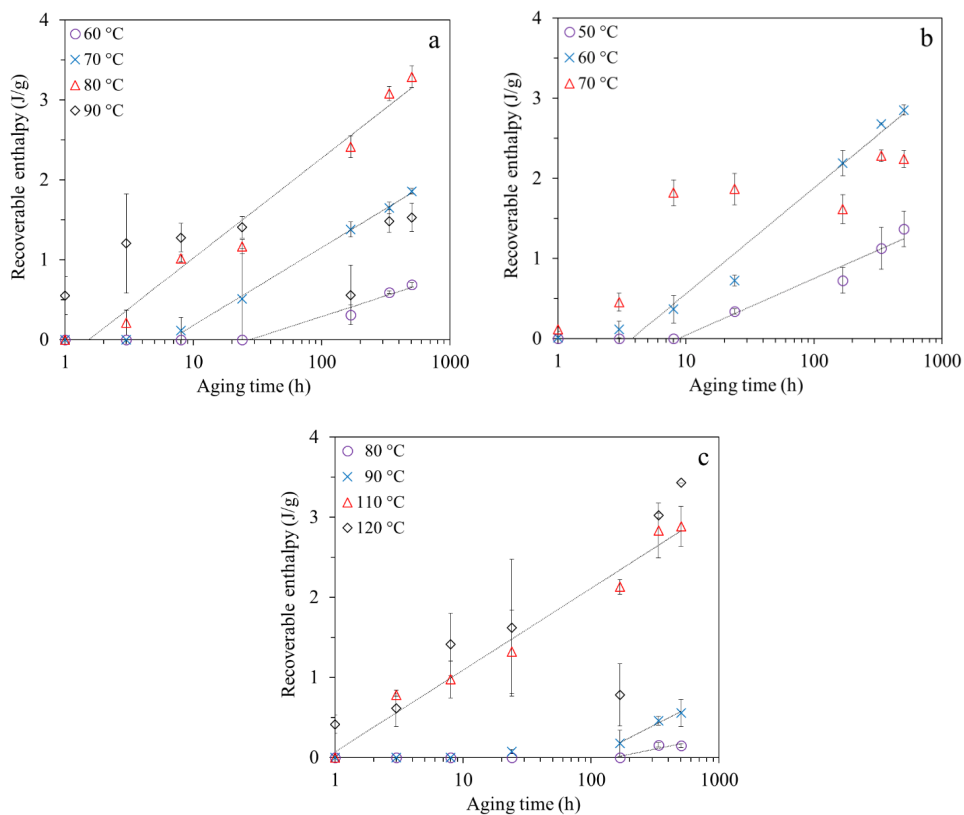 a
○ 60 °C
× 70 °C
△ 80 °C
◇ 90 °C
4
3
2
1
0
Recoverable enthalpy (J/g)
1 10 100 1000
Aging time (h)
b
○ 50 °C
× 60 °C
△ 70 °C
4
3
2
1
0
Recoverable enthalpy (J/g)
1 10 100 1000
Aging time (h)
c
○ 80 °C
× 90 °C
△ 110 °C
◇ 120 °C
4
3
2
1
0
Recoverable enthalpy (J/g)
1 10 100 1000
Aging time (h)